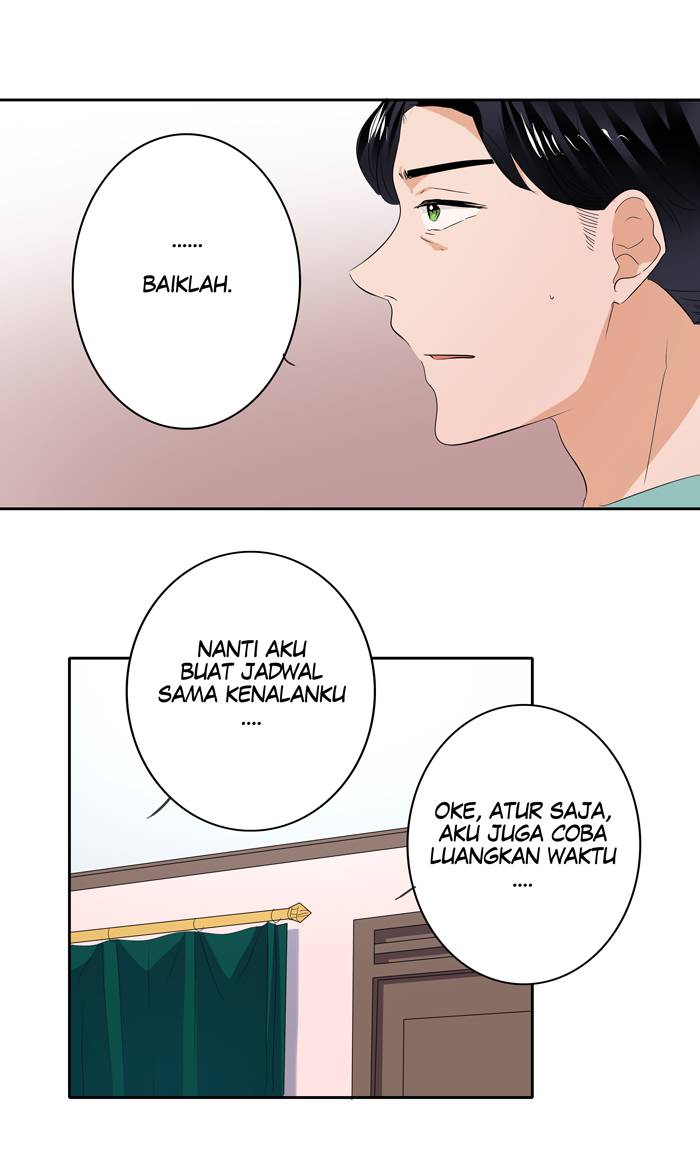 ......
BAIKLAH.
NANTI AKU
BUAT JADWAL
SAMA KENALANKU
....
OKE, ATUR SAJA,
AKU JUGA COBA
LUANGKAN WAKTU
....